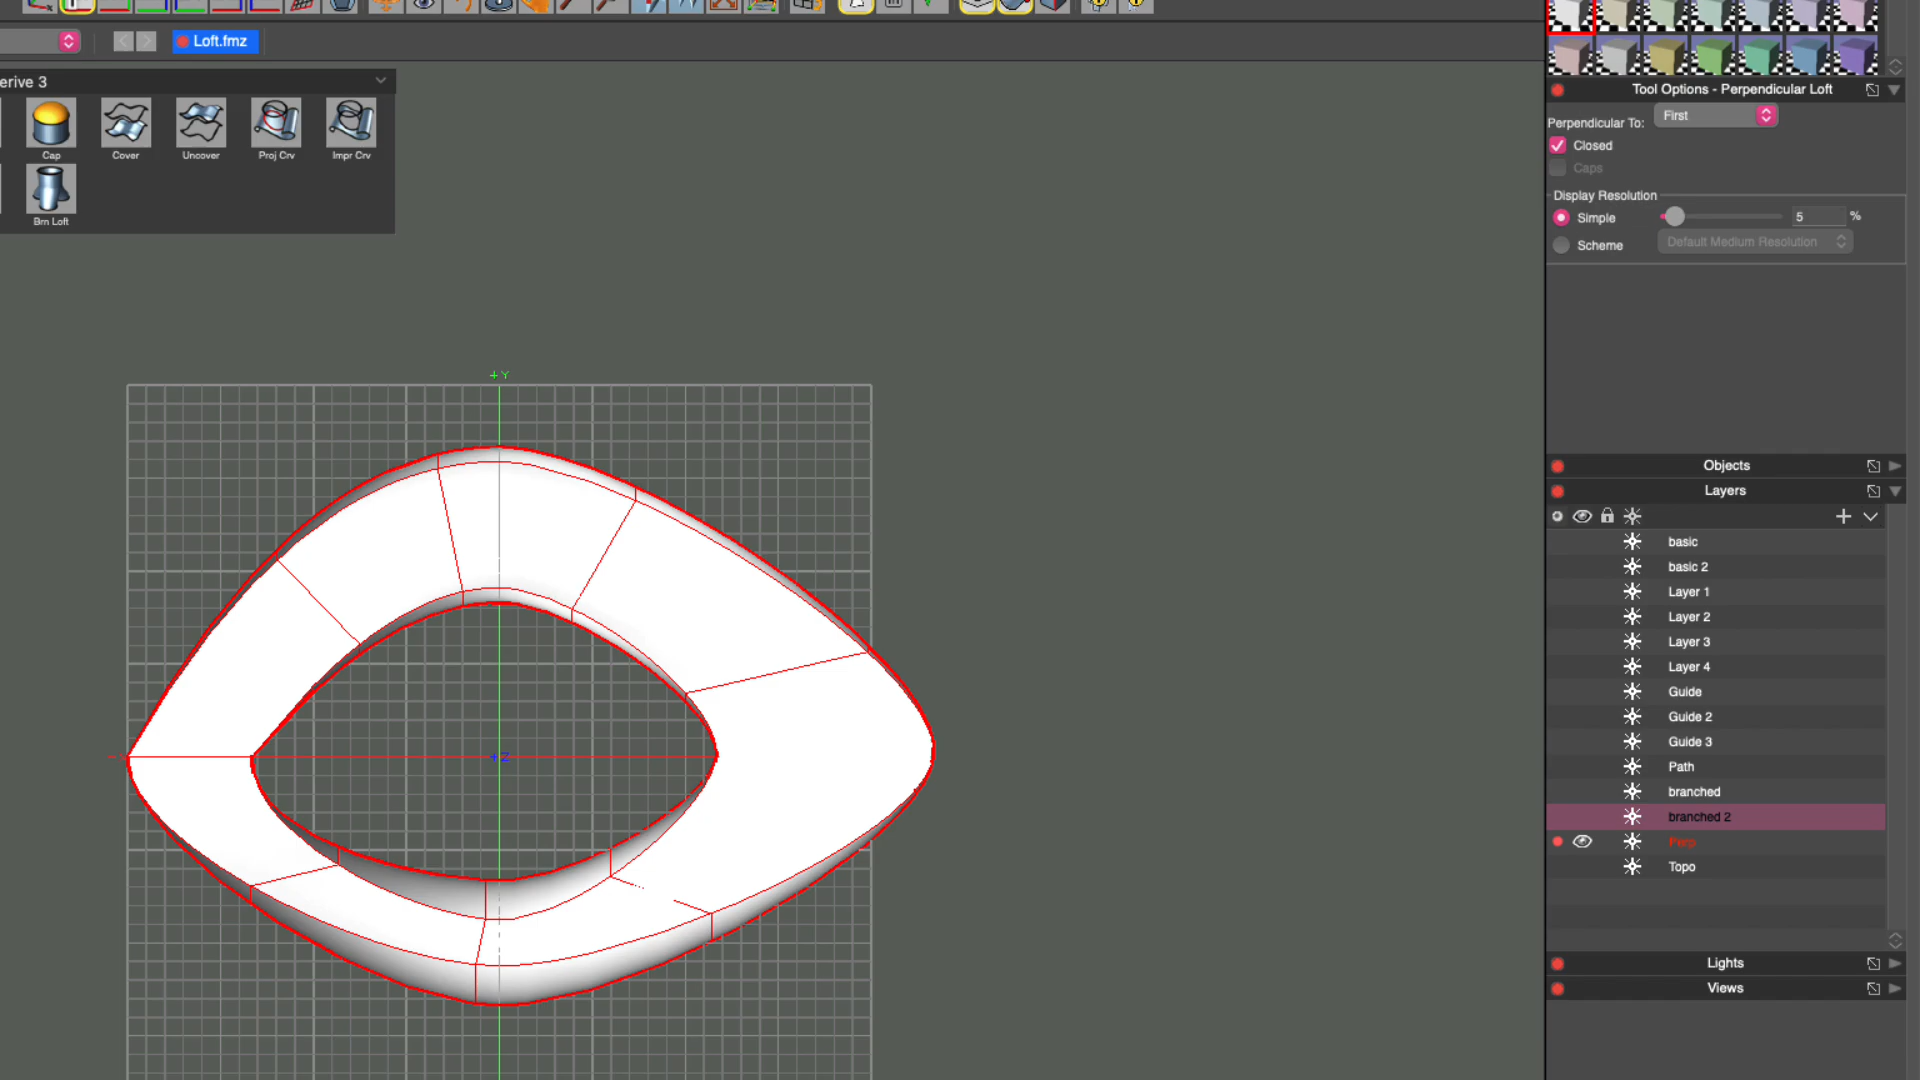 Loft.fmz
erive 3
Cap
Cover
Uncover
Proj Crv
Impr Crv
Brn Loft
+Y
+Z
Tool Options - Perpendicular Loft
Perpendicular To:
First
Closed
Caps
Display Resolution
Simple
5
%
Scheme
Default Medium Resolution
Objects
Layers
basic
basic 2
Layer 1
Layer 2
Layer 3
Layer 4
Guide
Guide 2
Guide 3
Path
branched
branched 2
Perp
Topo
Lights
Views